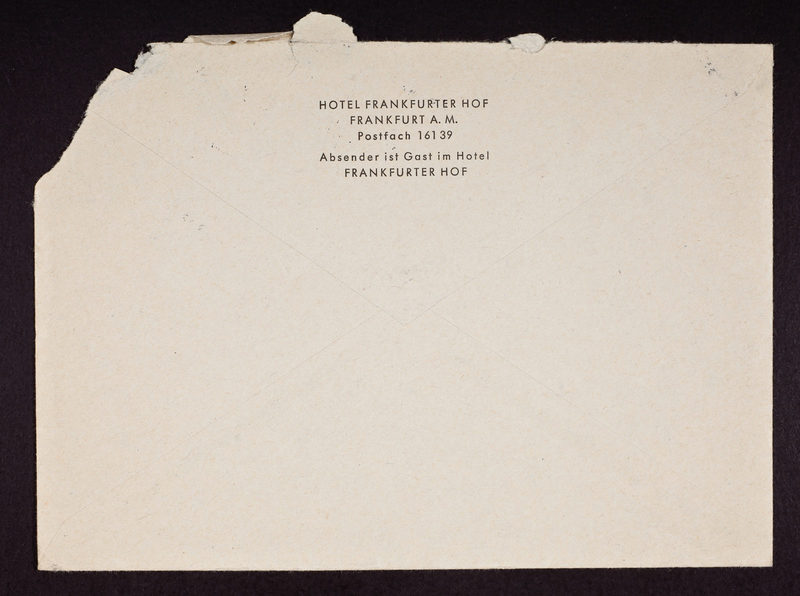 HOTEL FRANKFURTER HOF
FRANKFURT A. M.
Postfach 16139
Absender ist Gast im Hotel
FRANKFURTER HOF